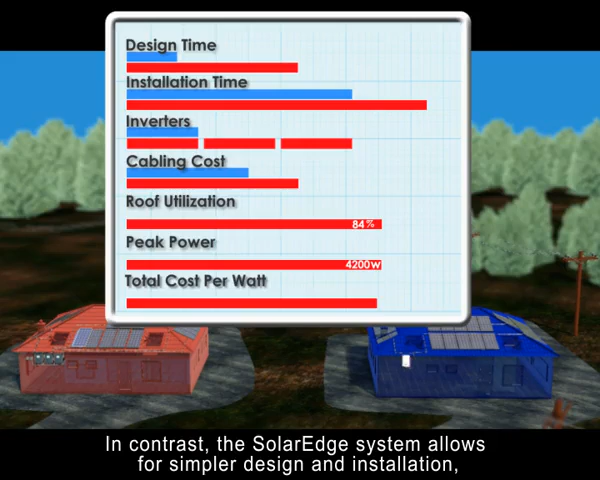 Design Time
Installation Time
Inverters
Cabling Cost
Roof Utilization
84%
Peak Power
4200W
Total Cost Per Watt
In contrast, the SolarEdge system allows
for simpler design and installation,